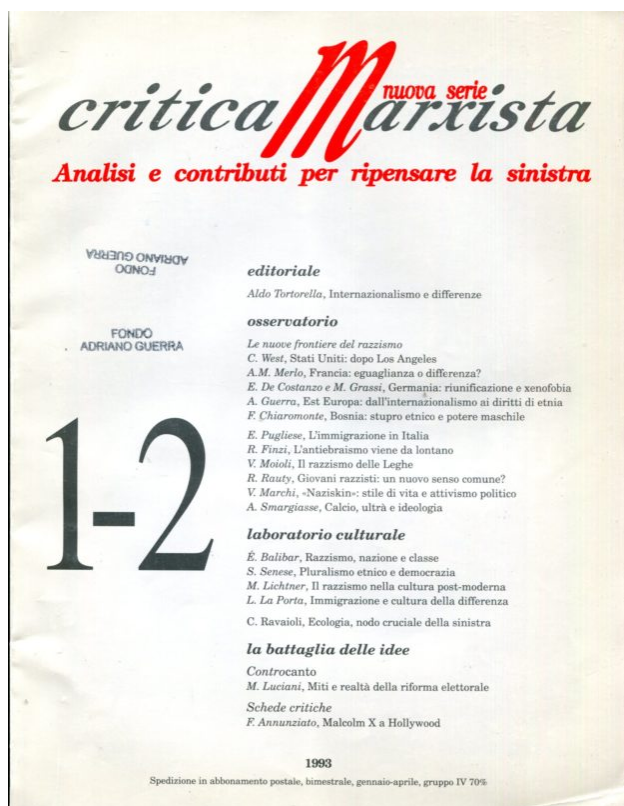 nuova serie
critica Marxista
Analisi e contributi per ripensare la sinistra
FONDO
ADRIANO GUERRA
FONDO
ADRIANO GUERRA
1-2
editoriale
Aldo Tortorella, Internazionalismo e differenze
osservatorio
Le nuove frontiere del razzismo
C. West, Stati Uniti: dopo Los Angeles
A.M. Merlo, Francia: eguaglianza o differenza?
E. De Costanzo e M. Grassi, Germania: riunificazione e xenofobia
A. Guerra, Est Europa: dall'internazionalismo ai diritti di etnia
F. Chiaromonte, Bosnia: stupro etnico e potere maschile
E. Pugliese, L'immigrazione in Italia
R. Finzi, L'antiebraismo viene da lontano
V. Moioli, Il razzismo delle Leghe
R. Rauty, Giovani razzisti: un nuovo senso comune?
V. Marchi, «Naziskin»: stile di vita e attivismo politico
A. Smargiasse, Calcio, ultrà e ideologia
laboratorio culturale
É. Balibar, Razzismo, nazione e classe
S. Senese, Pluralismo etnico e democrazia
M. Lichtner, Il razzismo nella cultura post-moderna
L. La Porta, Immigrazione e cultura della differenza
C. Ravaioli, Ecologia, nodo cruciale della sinistra
la battaglia delle idee
Controcanto
M. Luciani, Miti e realtà della riforma elettorale
Schede critiche
F. Annunziato, Malcolm X a Hollywood
1993
Spedizione in abbonamento postale, bimestrale, gennaio-aprile, gruppo IV 70%